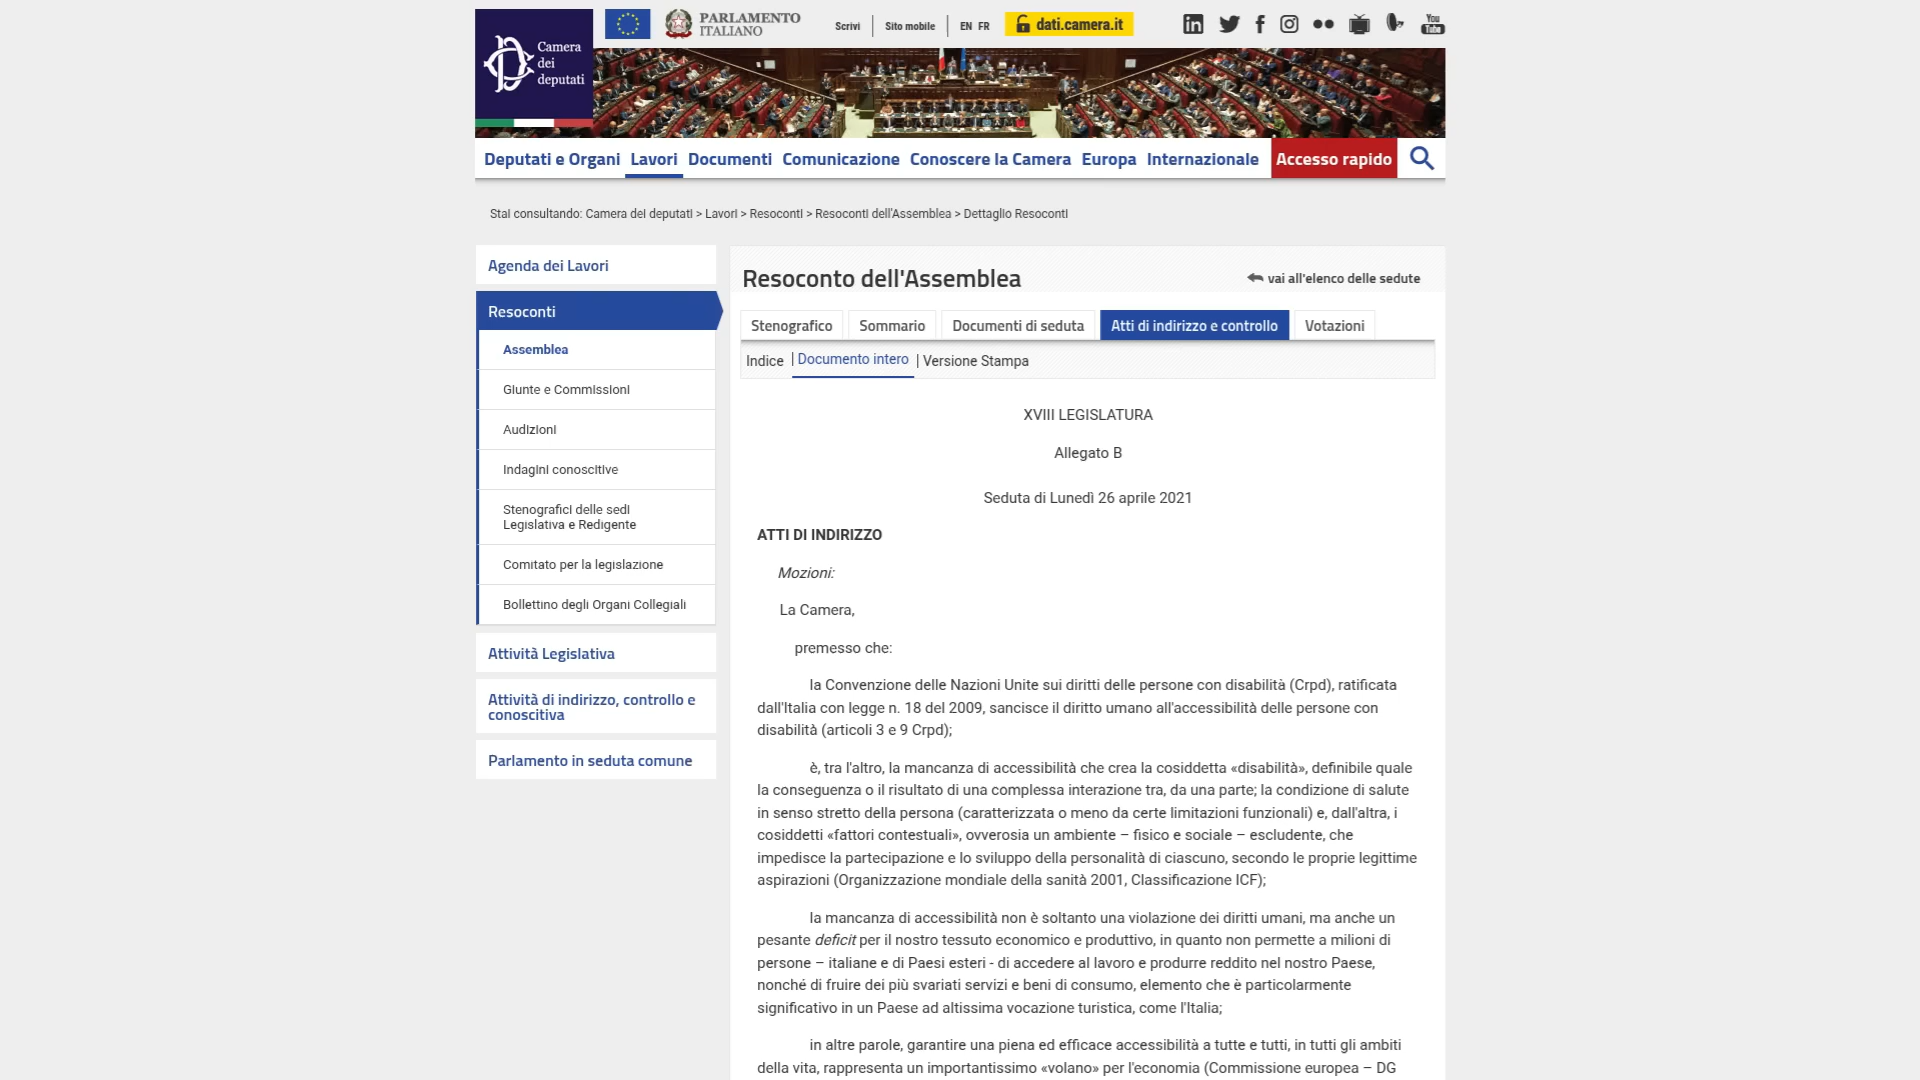 Camera
dei
deputati
PARLAMENTO
ITALIANO
Scrivi
Sito mobile
EN FR
dati.camera.it
You
Tube
Deputati e Organi Lavori Documenti Comunicazione Conoscere la Camera Europa Internazionale Accesso rapido
Stai consultando: Camera dei deputati > Lavori > Resoconti > Resoconti dell'Assemblea > Dettaglio Resoconti
Agenda dei Lavori
Resoconti
Assemblea
Giunte e Commissioni
Audizioni
Indagini conoscitive
Stenografici delle sedi
Legislativa e Redigente
Comitato per la legislazione
Bollettino degli Organi Collegiali
Attività Legislativa
Attività di indirizzo, controllo e
conoscitiva
Parlamento in seduta comune
Resoconto dell'Assemblea
vai all'elenco delle sedute
Stenografico Sommario Documenti di seduta Atti di indirizzo e controllo Votazioni
Indice | Documento intero | Versione Stampa
XVIII LEGISLATURA
Allegato B
Seduta di Lunedì 26 aprile 2021
ATTI DI INDIRIZZO
Mozioni:
La Camera,
premesso che:
la Convenzione delle Nazioni Unite sui diritti delle persone con disabilità (Crpd), ratificata
dall'Italia con legge n. 18 del 2009, sancisce il diritto umano all'accessibilità delle persone con
disabilità (articoli 3 e 9 Crpd);
è, tra l'altro, la mancanza di accessibilità che crea la cosiddetta «disabilità», definibile quale
la conseguenza o il risultato di una complessa interazione tra, da una parte; la condizione di salute
in senso stretto della persona (caratterizzata o meno da certe limitazioni funzionali) e, dall'altra, i
cosiddetti «fattori contestuali», ovverosia un ambiente – fisico e sociale – escludente, che
impedisce la partecipazione e lo sviluppo della personalità di ciascuno, secondo le proprie legittime
aspirazioni (Organizzazione mondiale della sanità 2001, Classificazione ICF);
la mancanza di accessibilità non è soltanto una violazione dei diritti umani, ma anche un
pesante deficit per il nostro tessuto economico e produttivo, in quanto non permette a milioni di
persone – italiane e di Paesi esteri - di accedere al lavoro e produrre reddito nel nostro Paese,
nonché di fruire dei più svariati servizi e beni di consumo, elemento che è particolarmente
significativo in un Paese ad altissima vocazione turistica, come l'Italia;
in altre parole, garantire una piena ed efficace accessibilità a tutte e tutti, in tutti gli ambiti
della vita, rappresenta un importantissimo «volano» per l'economia (Commissione europea – DG